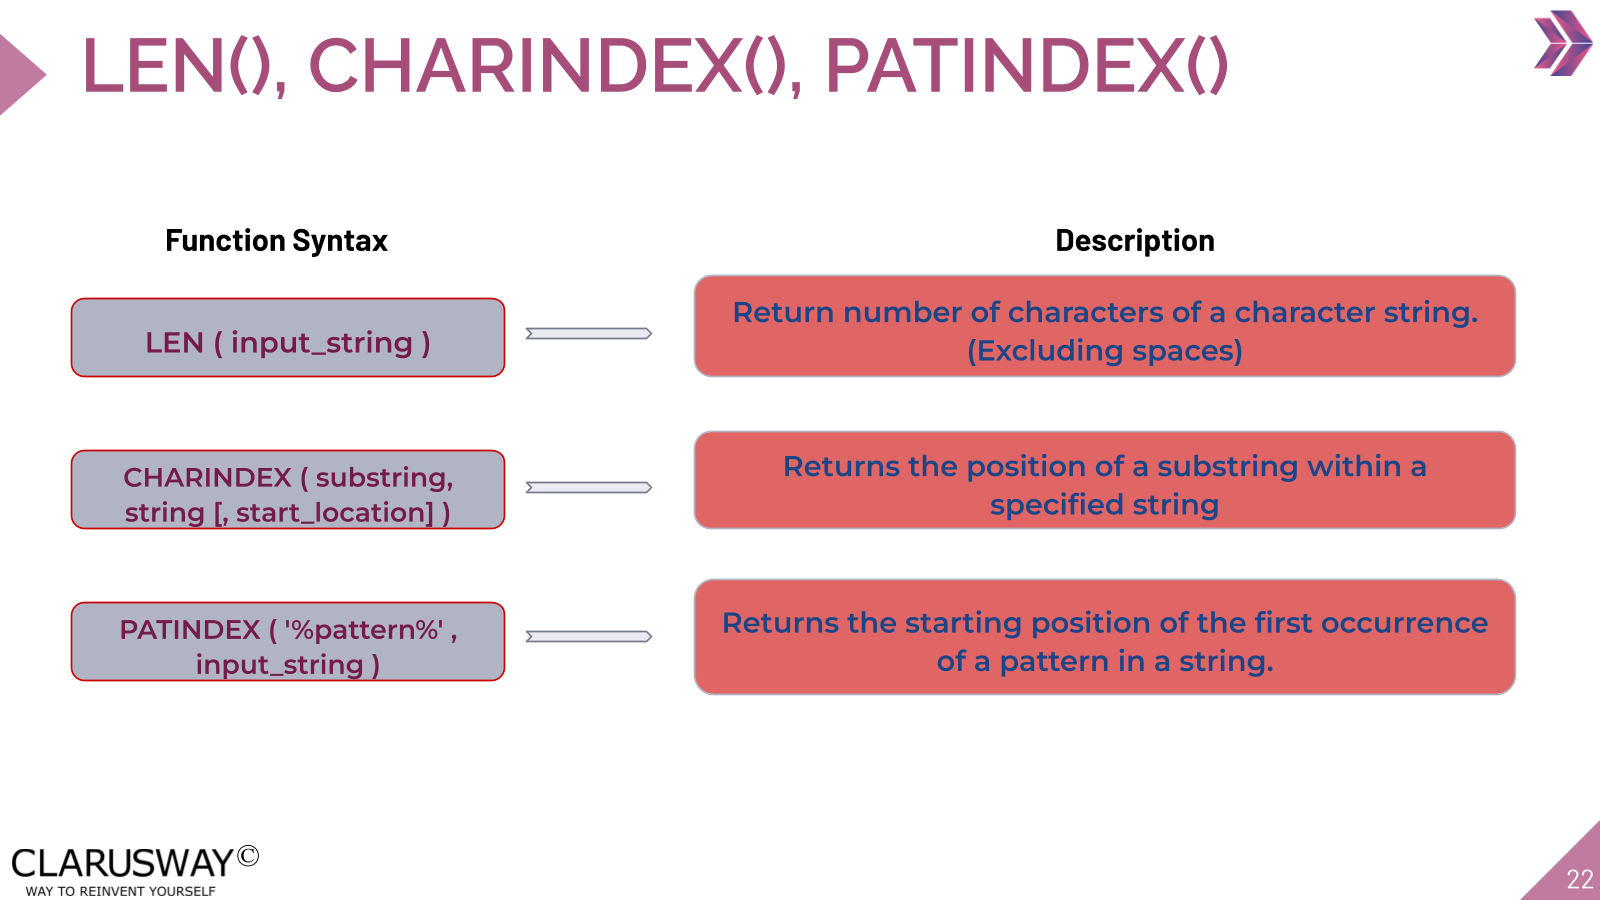 LEN(), CHARINDEX(), PATINDEX()
Function Syntax
Description
LEN ( input_string )
Return number of characters of a character string.
(Excluding spaces)
CHARINDEX ( substring,
string [, start_location] )
Returns the position of a substring within a
specified string
PATINDEX ( '%pattern%' ,
input_string )
Returns the starting position of the first occurrence
of a pattern in a string.
CLARUSWAY©
WAY TO REINVENT YOURSELF
22